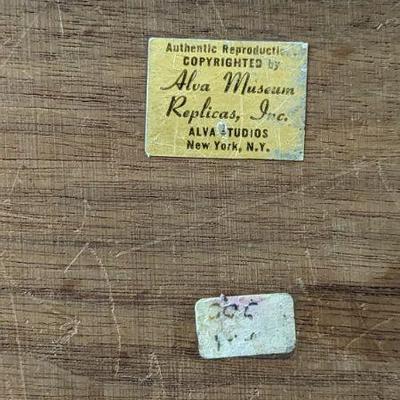 Authentic Reproduction
COPYRIGHTED by
Alva Museum
Replicas, Inc.
ALVA STUDIOS
New York, N.Y.